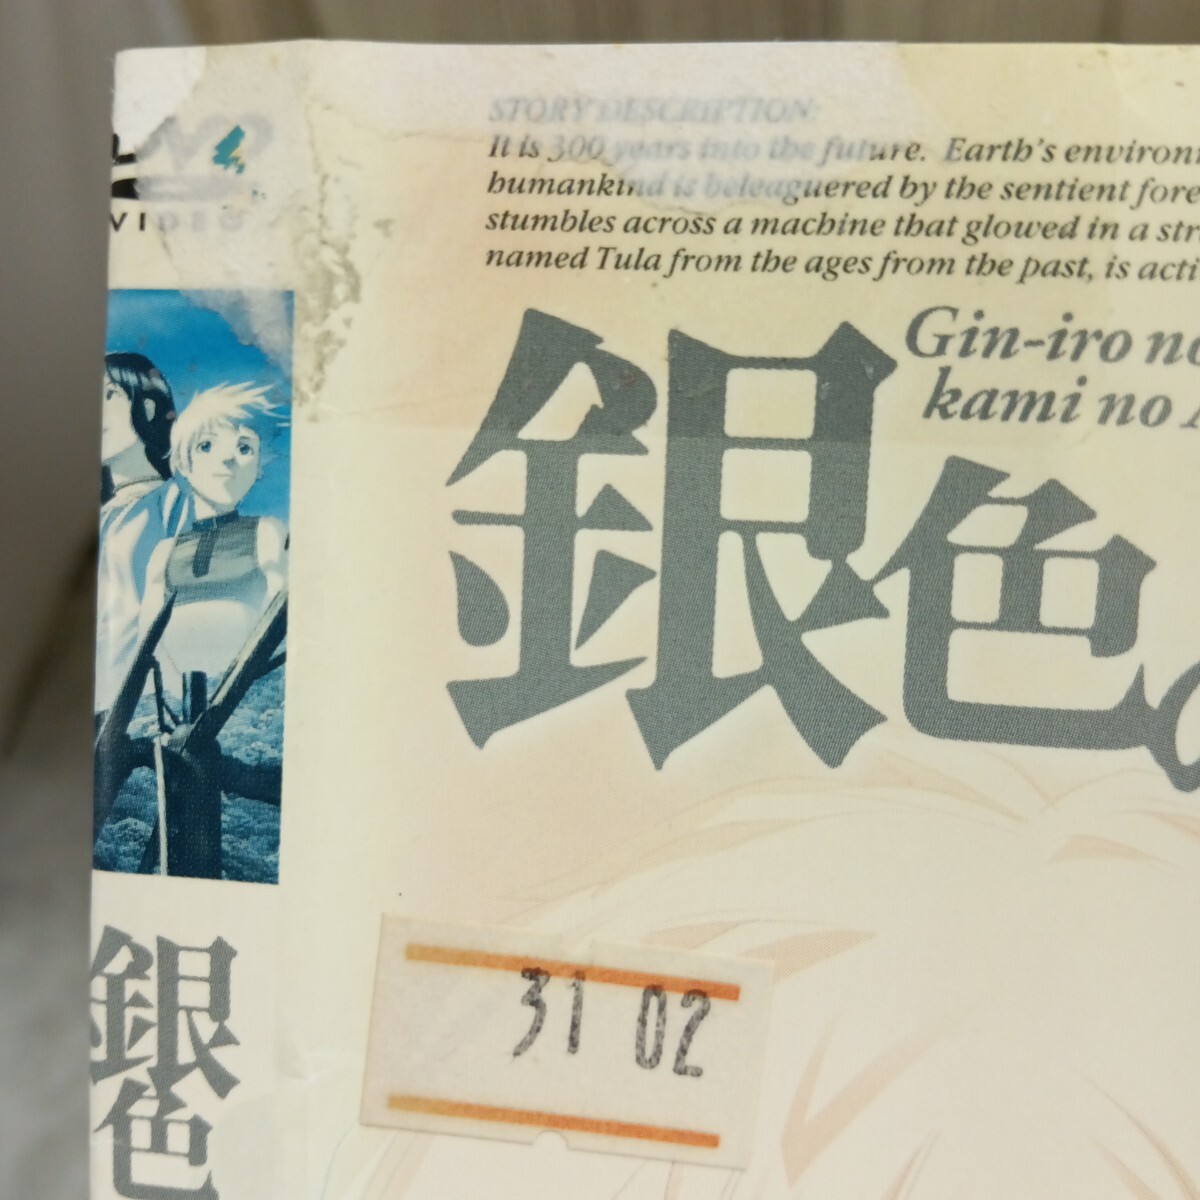 VIDEO
STORY DESCRIPTION:
It is 300 years into the future. Earth's environ
humankind is beleaguered by the sentient fore
stumbles across a machine that glowed in a str
named Tula from the ages from the past, is acti
Gin-iro no
kami no
銀色の
31 02
銀色